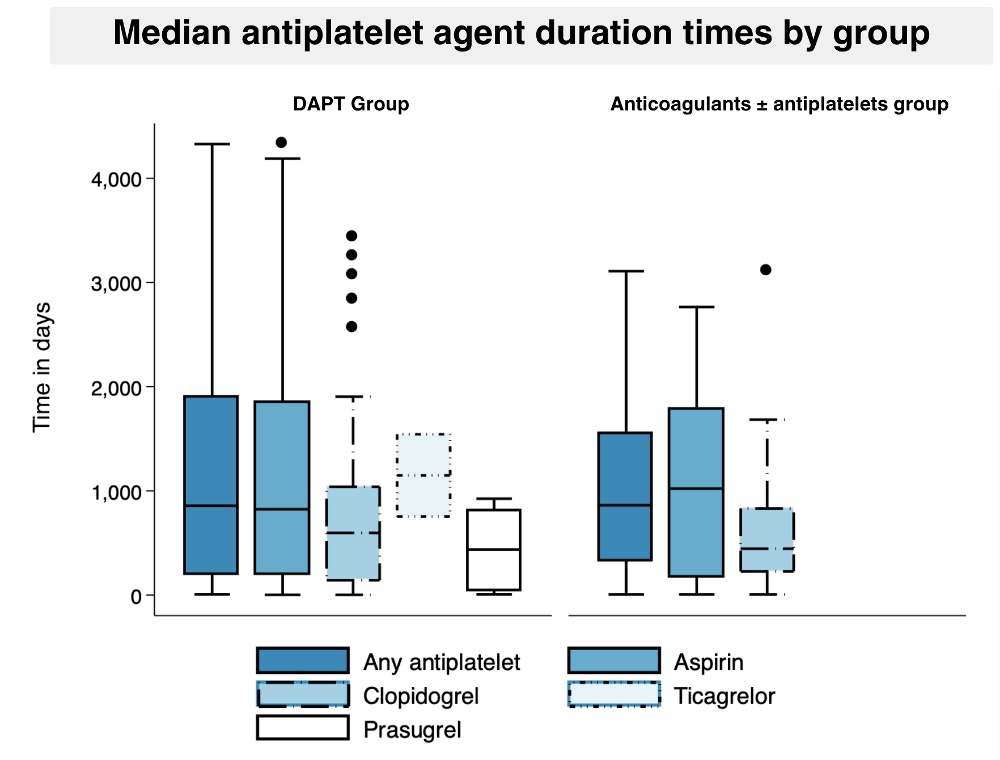 Median antiplatelet agent duration times by group
DAPT Group
Anticoagulants ± antiplatelets group
Time in days
4,000
3,000
2,000
1,000
0
Any antiplatelet
Aspirin
Clopidogrel
Ticagrelor
Prasugrel